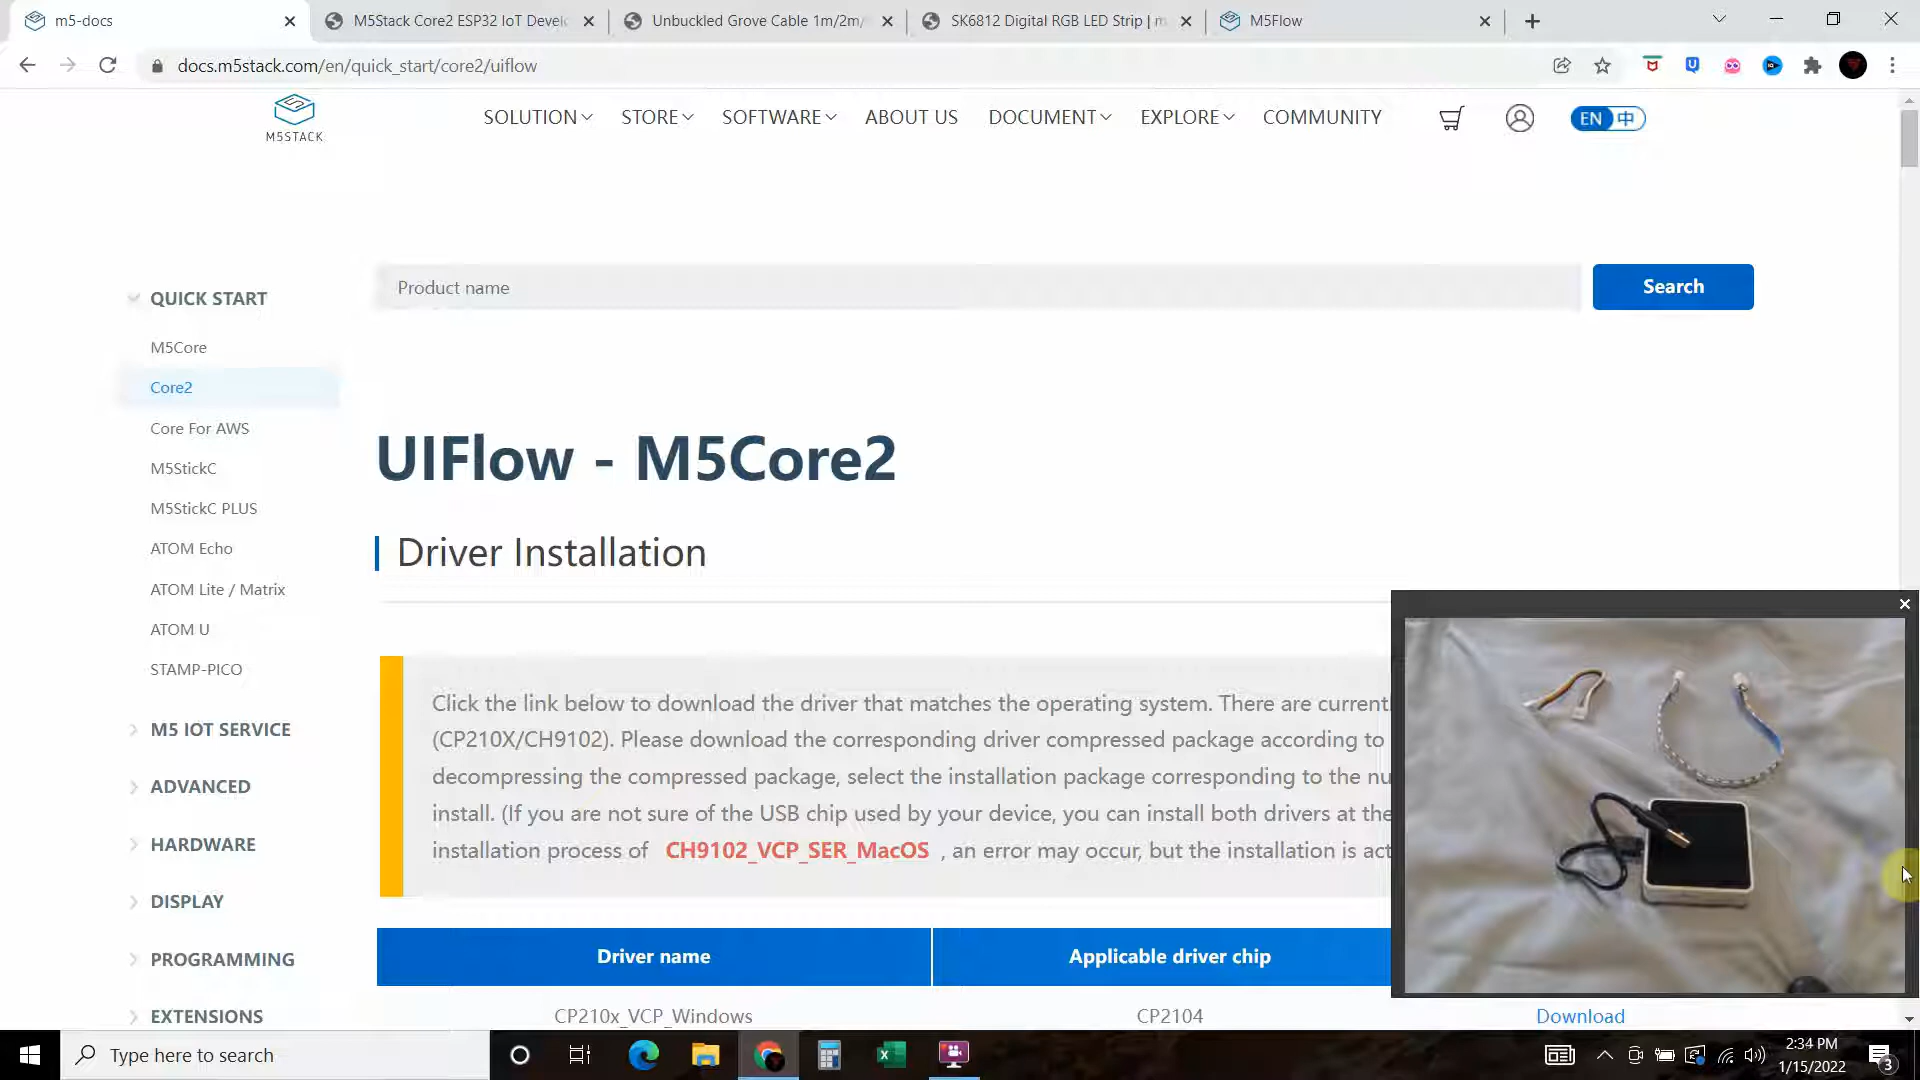 m5-docs
M5Stack Core2 ESP32 IoT Devel
Unbuckled Grove Cable 1m/2m/
SK6812 Digital RGB LED Strip | m
M5Flow
docs.m5stack.com/en/quick_start/core2/uiflow
M5STACK
SOLUTION
STORE
SOFTWARE
ABOUT US
DOCUMENT
EXPLORE
COMMUNITY
EN 中
Product name
Search
QUICK START
M5Core
Core2
Core For AWS
M5StickC
M5StickC PLUS
ATOM Echo
ATOM Lite / Matrix
ATOM U
STAMP-PICO
M5 IOT SERVICE
ADVANCED
HARDWARE
DISPLAY
PROGRAMMING
EXTENSIONS
UIFlow - M5Core2
Driver Installation
Click the link below to download the driver that matches the operating system. There are current
(CP210X/CH9102). Please download the corresponding driver compressed package according to
decompressing the compressed package, select the installation package corresponding to the nu
install. (If you are not sure of the USB chip used by your device, you can install both drivers at the
installation process of CH9102_VCP_SER_MacOS , an error may occur, but the installation is act
Driver name
Applicable driver chip
CP210x_VCP_Windows
CP2104
Download
Type here to search
2:34 PM
1/15/2022
3